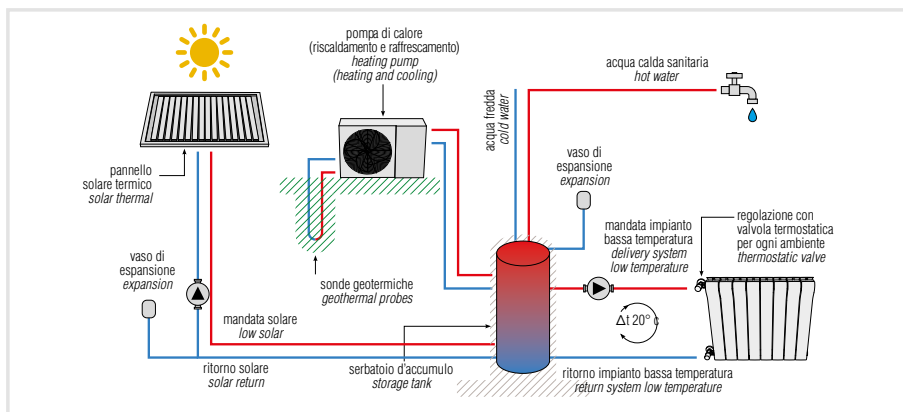 pompa di calore
(riscaldamento e raffrescamento)
heating pump
(heating and cooling)
acqua calda sanitaria
hot water
acqua fredda
cold water
pannello
solare termico
solar thermal
vaso di
espansione
expansion
regolazione con
valvola termostatica
per ogni ambiente
thermostatic valve
mandata impianto
bassa temperatura
delivery system
low temperature
vaso di
espansione
expansion
sonde geotermiche
geothermal probes
Δt 20° c
mandata solare
low solar
ritorno solare
solar return
serbatoio d'accumulo
storage tank
ritorno impianto bassa temperatura
return system low temperature